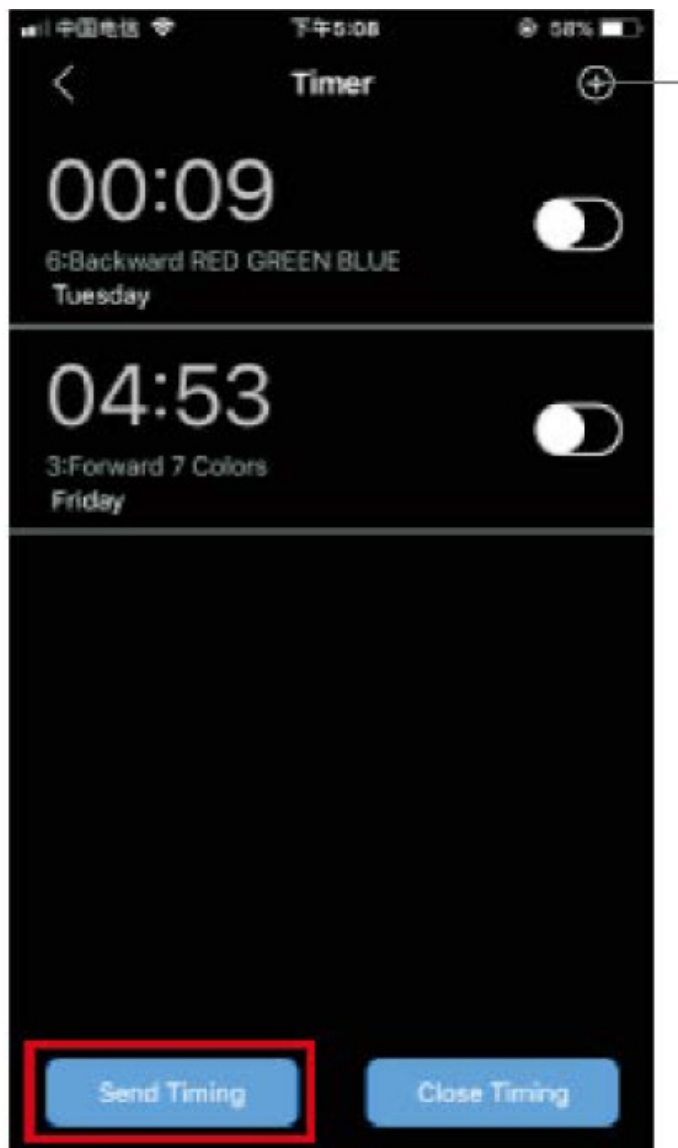 中国电信 下午5:08 58%
Timer
00:09
6:Backward RED GREEN BLUE
Tuesday
04:53
3:Forward 7 Colors
Friday
Send Timing Close Timing